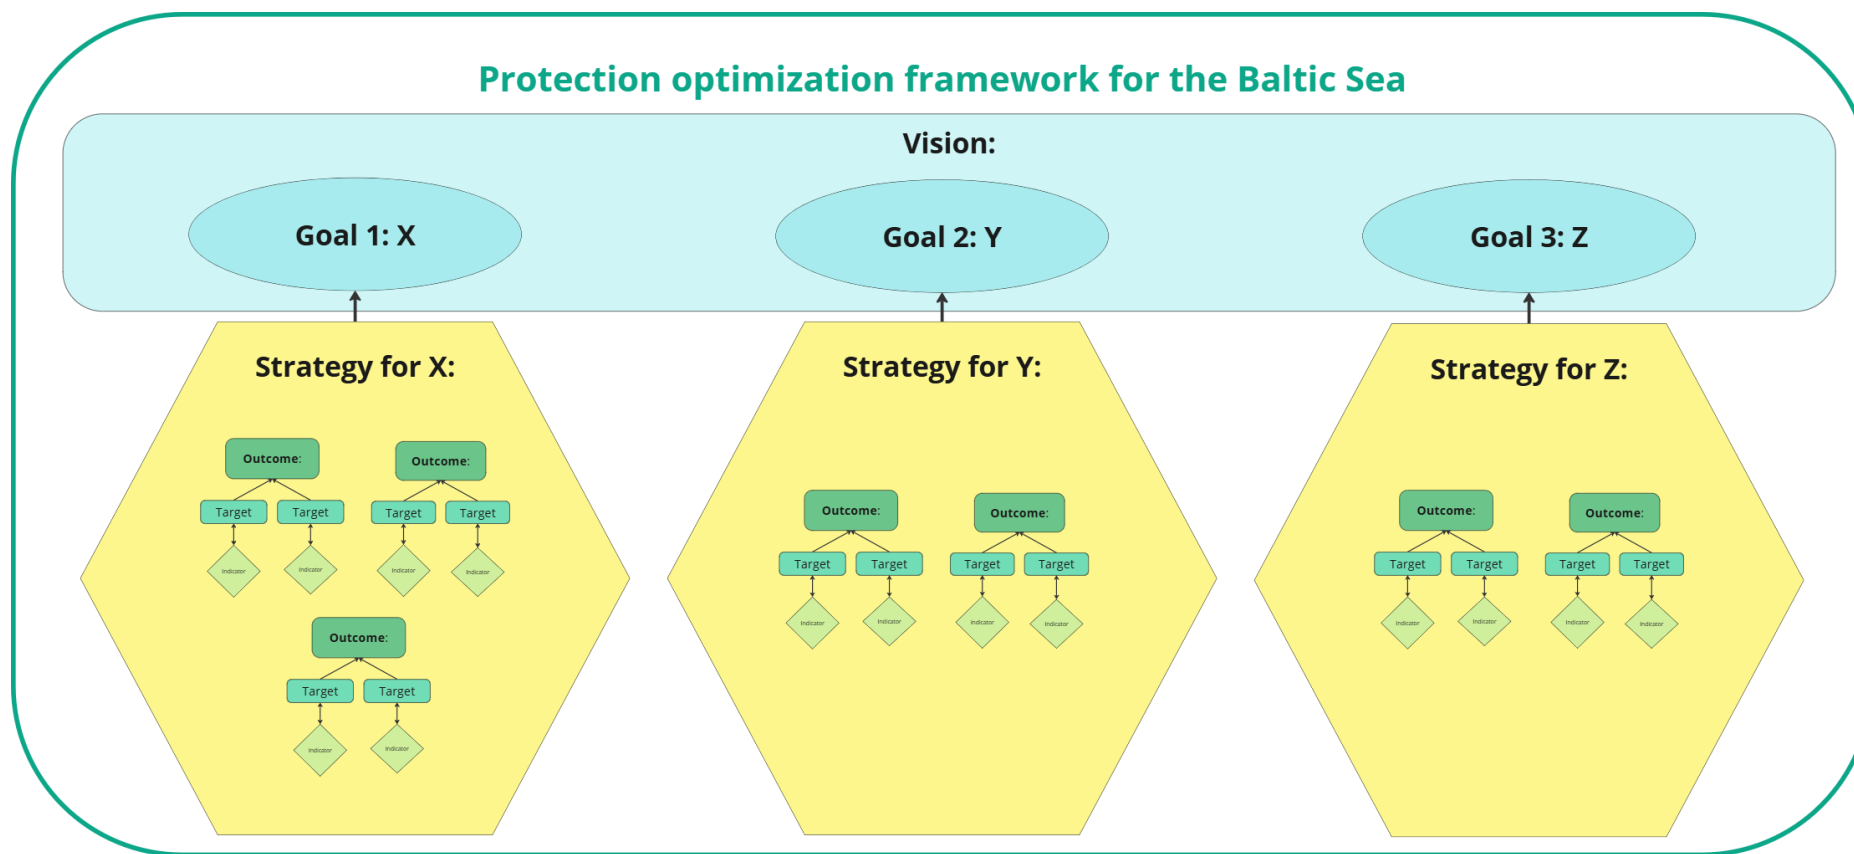 Protection optimization framework for the Baltic Sea
Vision:
Goal 1: X
Goal 2: Y
Goal 3: Z
Strategy for X:
Outcome:
Outcome:
Target
Target
Target
Target
Indicator
Indicator
Indicator
Indicator
Outcome:
Target
Target
Indicator
Indicator
Strategy for Y:
Outcome:
Outcome:
Target
Target
Target
Target
Indicator
Indicator
Indicator
Indicator
Strategy for Z:
Outcome:
Outcome:
Target
Target
Target
Target
Indicator
Indicator
Indicator
Indicator